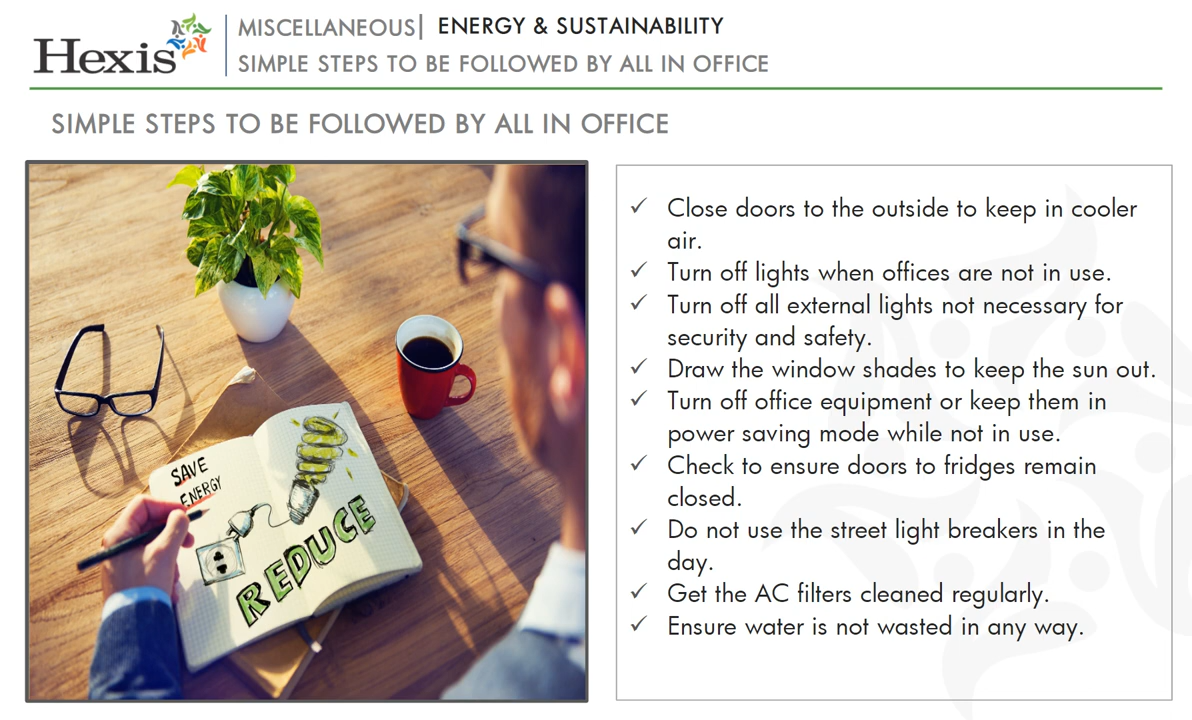 Hexis
MISCELLANEOUS| ENERGY & SUSTAINABILITY
SIMPLE STEPS TO BE FOLLOWED BY ALL IN OFFICE
SIMPLE STEPS TO BE FOLLOWED BY ALL IN OFFICE
SAVE
ENERGY
REDUCE
✓ Close doors to the outside to keep in cooler
air.
✓ Turn off lights when offices are not in use.
✓ Turn off all external lights not necessary for
security and safety.
✓ Draw the window shades to keep the sun out.
✓ Turn off office equipment or keep them in
power saving mode while not in use.
✓ Check to ensure doors to fridges remain
closed.
✓ Do not use the street light breakers in the
day.
✓ Get the AC filters cleaned regularly.
✓ Ensure water is not wasted in any way.